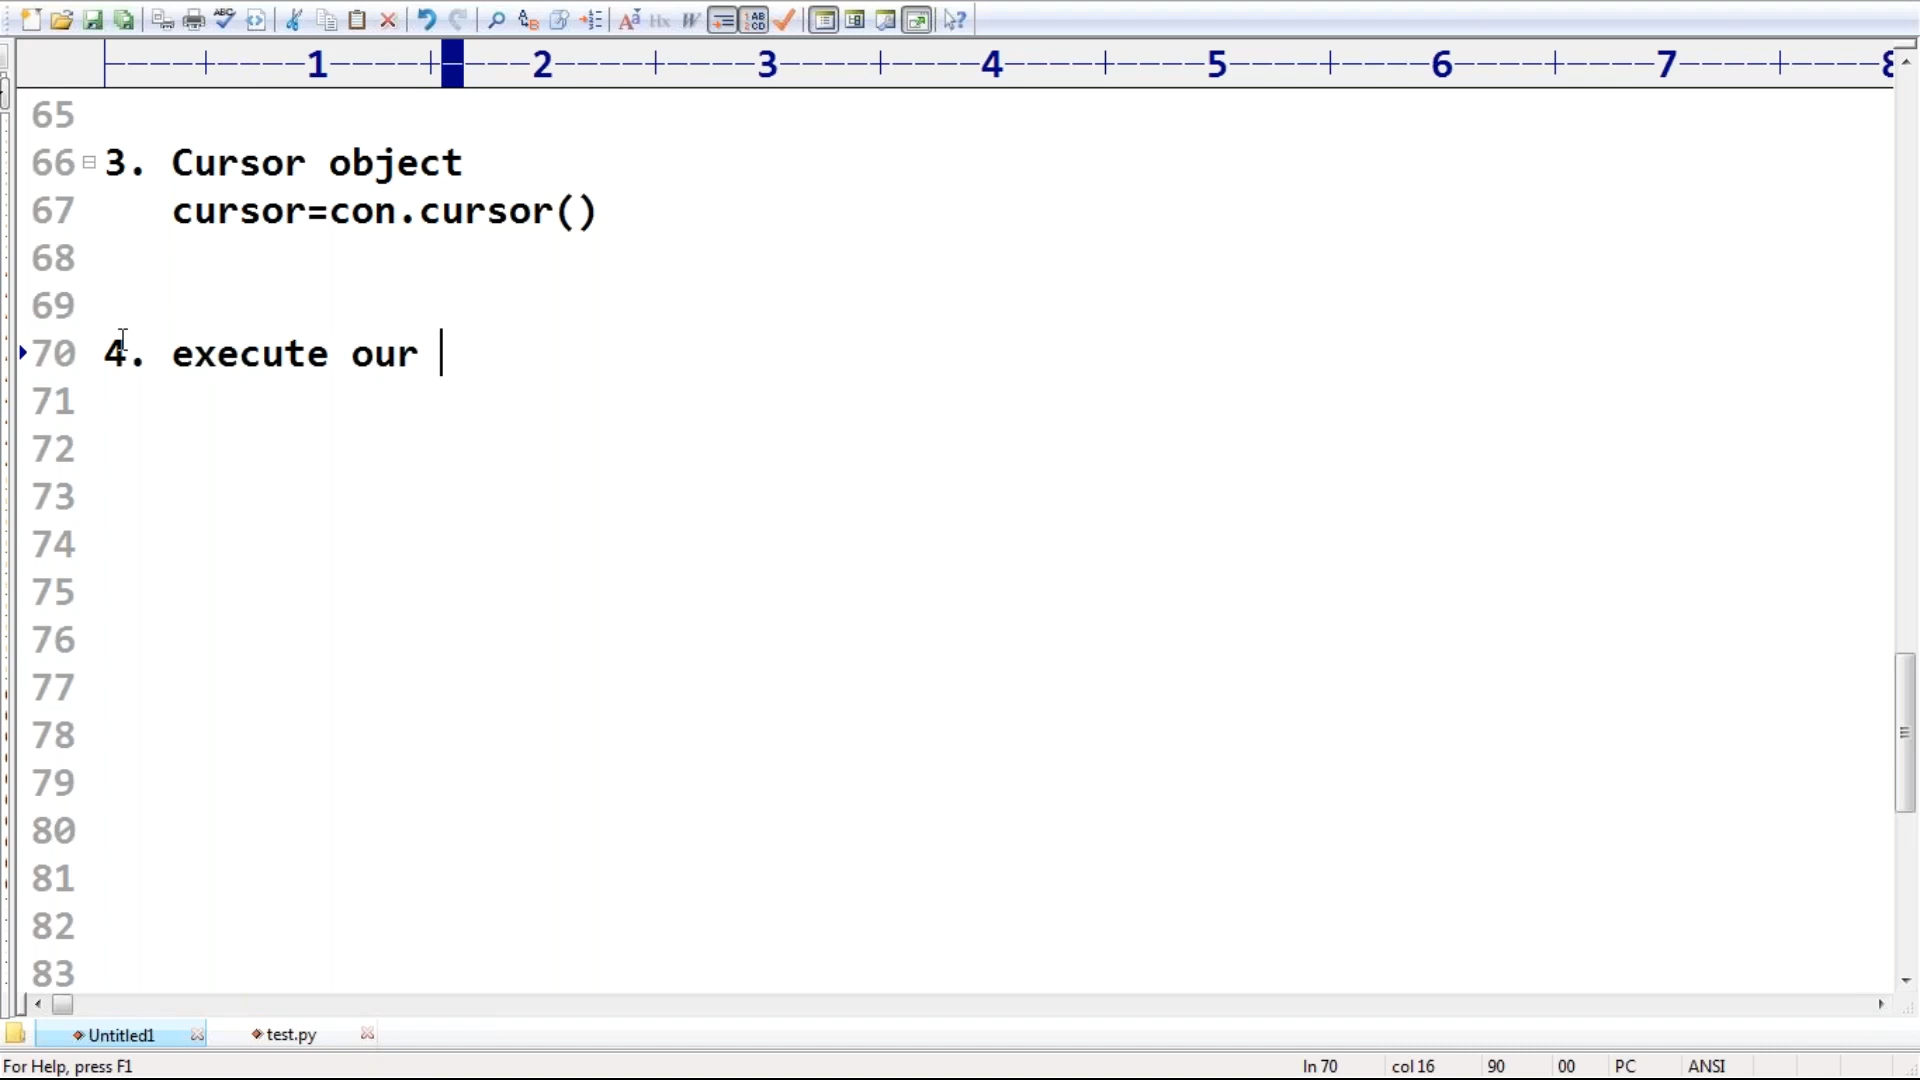 1 2 3 4 5 6 7 8
65
66 3. Cursor object
67 cursor=con.cursor()
68
69
70 4. execute our
71
72
73
74
75
76
77
78
79
80
81
82
83
Untitled1 test.py
For Help, press F1 ln 70 col 16 90 00 PC ANSI